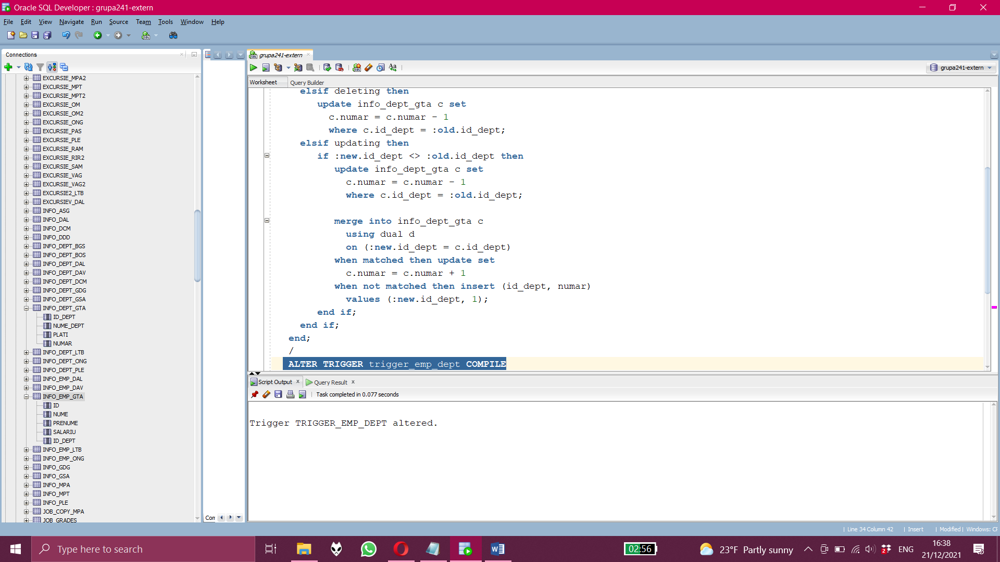 Oracle SQL Developer : grupa241-extern
File Edit View Navigate Run Source Team Tools Window Help
Connections
EXCURSIE_MPA2
EXCURSIE_MPT
EXCURSIE_MPT2
EXCURSIE_OM
EXCURSIE_OM2
EXCURSIE_ONG
EXCURSIE_PAS
EXCURSIE_PLE
EXCURSIE_RAM
EXCURSIE_RIR2
EXCURSIE_SAM
EXCURSIE_VAG
EXCURSIE_VAG2
EXCURSIE2_LTB
EXCURSIEV_DAL
INFO_ASG
INFO_DAL
INFO_DCM
INFO_DDD
INFO_DEPT_BGS
INFO_DEPT_BOS
INFO_DEPT_DAL
INFO_DEPT_DAV
INFO_DEPT_DCM
INFO_DEPT_GDG
INFO_DEPT_GSA
INFO_DEPT_GTA
ID_DEPT
NUME_DEPT
PLATI
NUMAR
INFO_DEPT_LTB
INFO_DEPT_ONG
INFO_DEPT_PLE
INFO_EMP_DAL
INFO_EMP_DAV
INFO_EMP_GTA
ID
NUME
PRENUME
SALARIU
ID_DEPT
INFO_EMP_LTB
INFO_EMP_ONG
INFO_GDG
INFO_GSA
INFO_MPA
INFO_MPT
INFO_PLE
JOB_COPY_MPA
JOB_GRADES
Com
grupa241-extern
SQL
Aa
grupa241-extern
Worksheet Query Builder
elsif deleting then
update info_dept_gta c set
c.numar = c.numar - 1
where c.id_dept = :old.id_dept;
elsif updating then
if :new.id_dept <> :old.id_dept then
update info_dept_gta c set
c.numar = c.numar - 1
where c.id_dept = :old.id_dept;
merge into info_dept_gta c
using dual d
on (:new.id_dept = c.id_dept)
when matched then update set
c.numar = c.numar + 1
when not matched then insert (id_dept, numar)
values (:new.id_dept, 1);
end if;
end if;
end;
/
ALTER TRIGGER trigger_emp_dept COMPILE
Script Output Query Result
Task completed in 0.077 seconds
Trigger TRIGGER_EMP_DEPT altered.
Line 34 Column 42 Insert Modified Windows: CF
Type here to search
02:56
23°F Partly sunny
2
ENG
16:38
21/12/2021